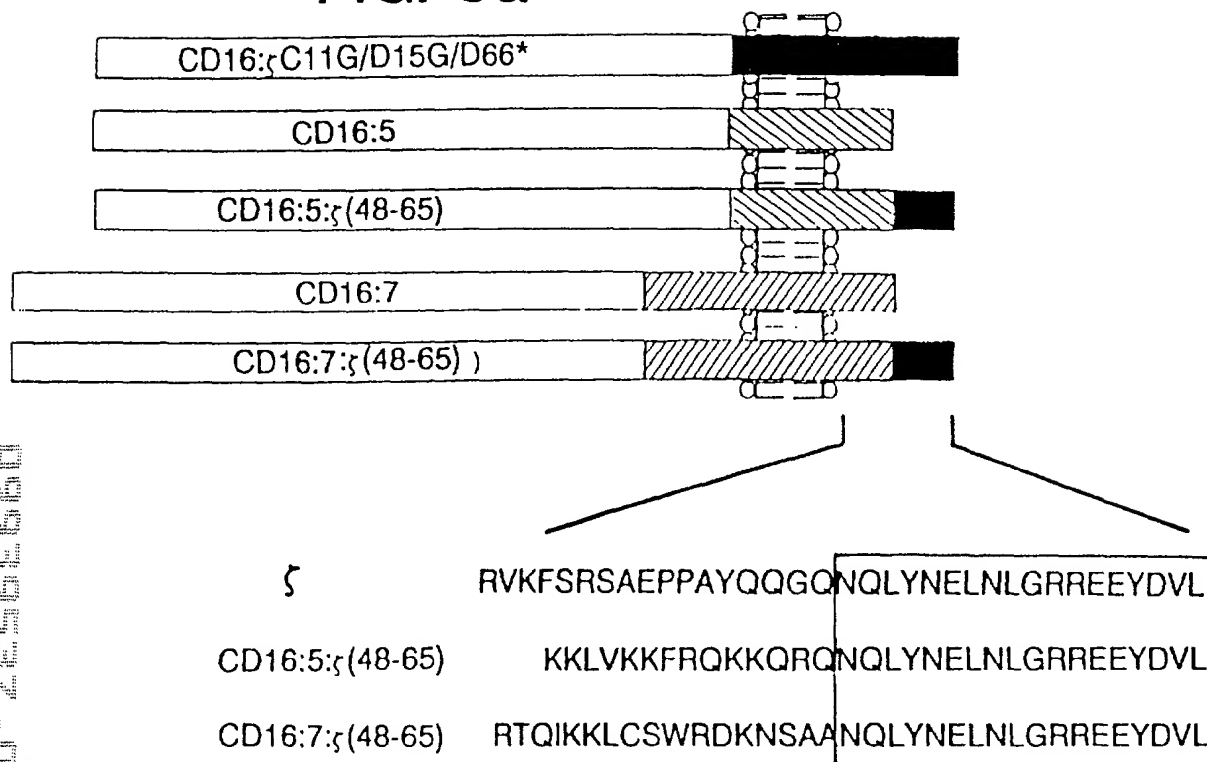 CD16:ζC11G/D15G/D66*
CD16:5
CD16:5:ζ(48-65)
CD16:7
CD16:7:ζ(48-65) )
ζ RVKFSRSAEPPAYQQGQNQLYNELNLGRREEYDVL
CD16:5:ζ(48-65) KKLVKKFRQKKQRQNQLYNELNLGRREEYDVL
CD16:7:ζ(48-65) RTQIKKLCSWRDKNSAANQLYNELNLGRREEYDVL